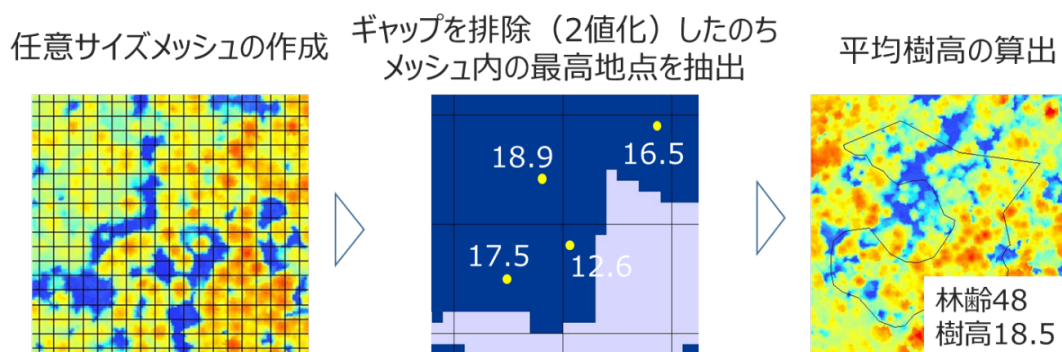 任意サイズメッシュの作成
ギャップを排除（2値化）したのち
メッシュ内の最高地点を抽出
平均樹高の算出
18.9
16.5
17.5
12.6
林齢48
樹高18.5